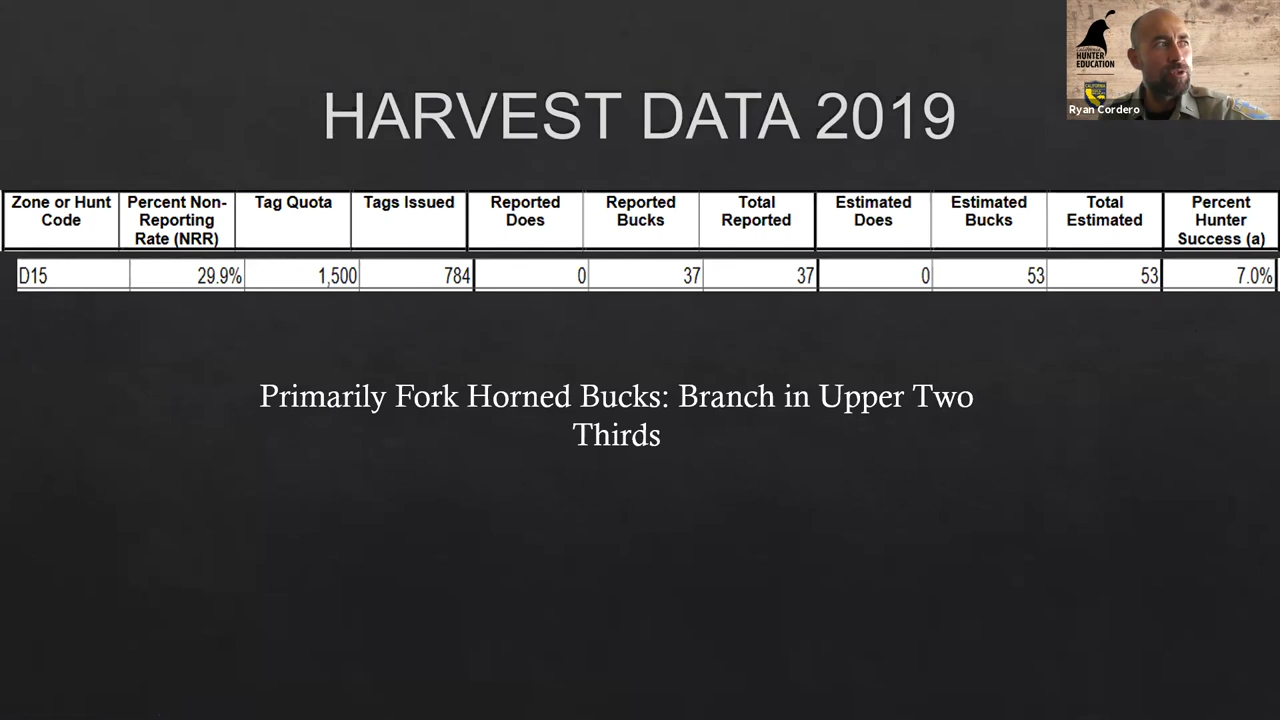 HARVEST DATA 2019
CALIFORNIA
HUNTER
EDUCATION
Ryan Cordero
Zone or Hunt Code Percent Non-Reporting Rate (NRR) Tag Quota Tags Issued Reported Does Reported Bucks Total Reported Estimated Does Estimated Bucks Total Estimated Percent Hunter Success (a)
D15 29.9% 1,500 784 0 37 37 0 53 53 7.0%
Primarily Fork Horned Bucks: Branch in Upper Two
Thirds